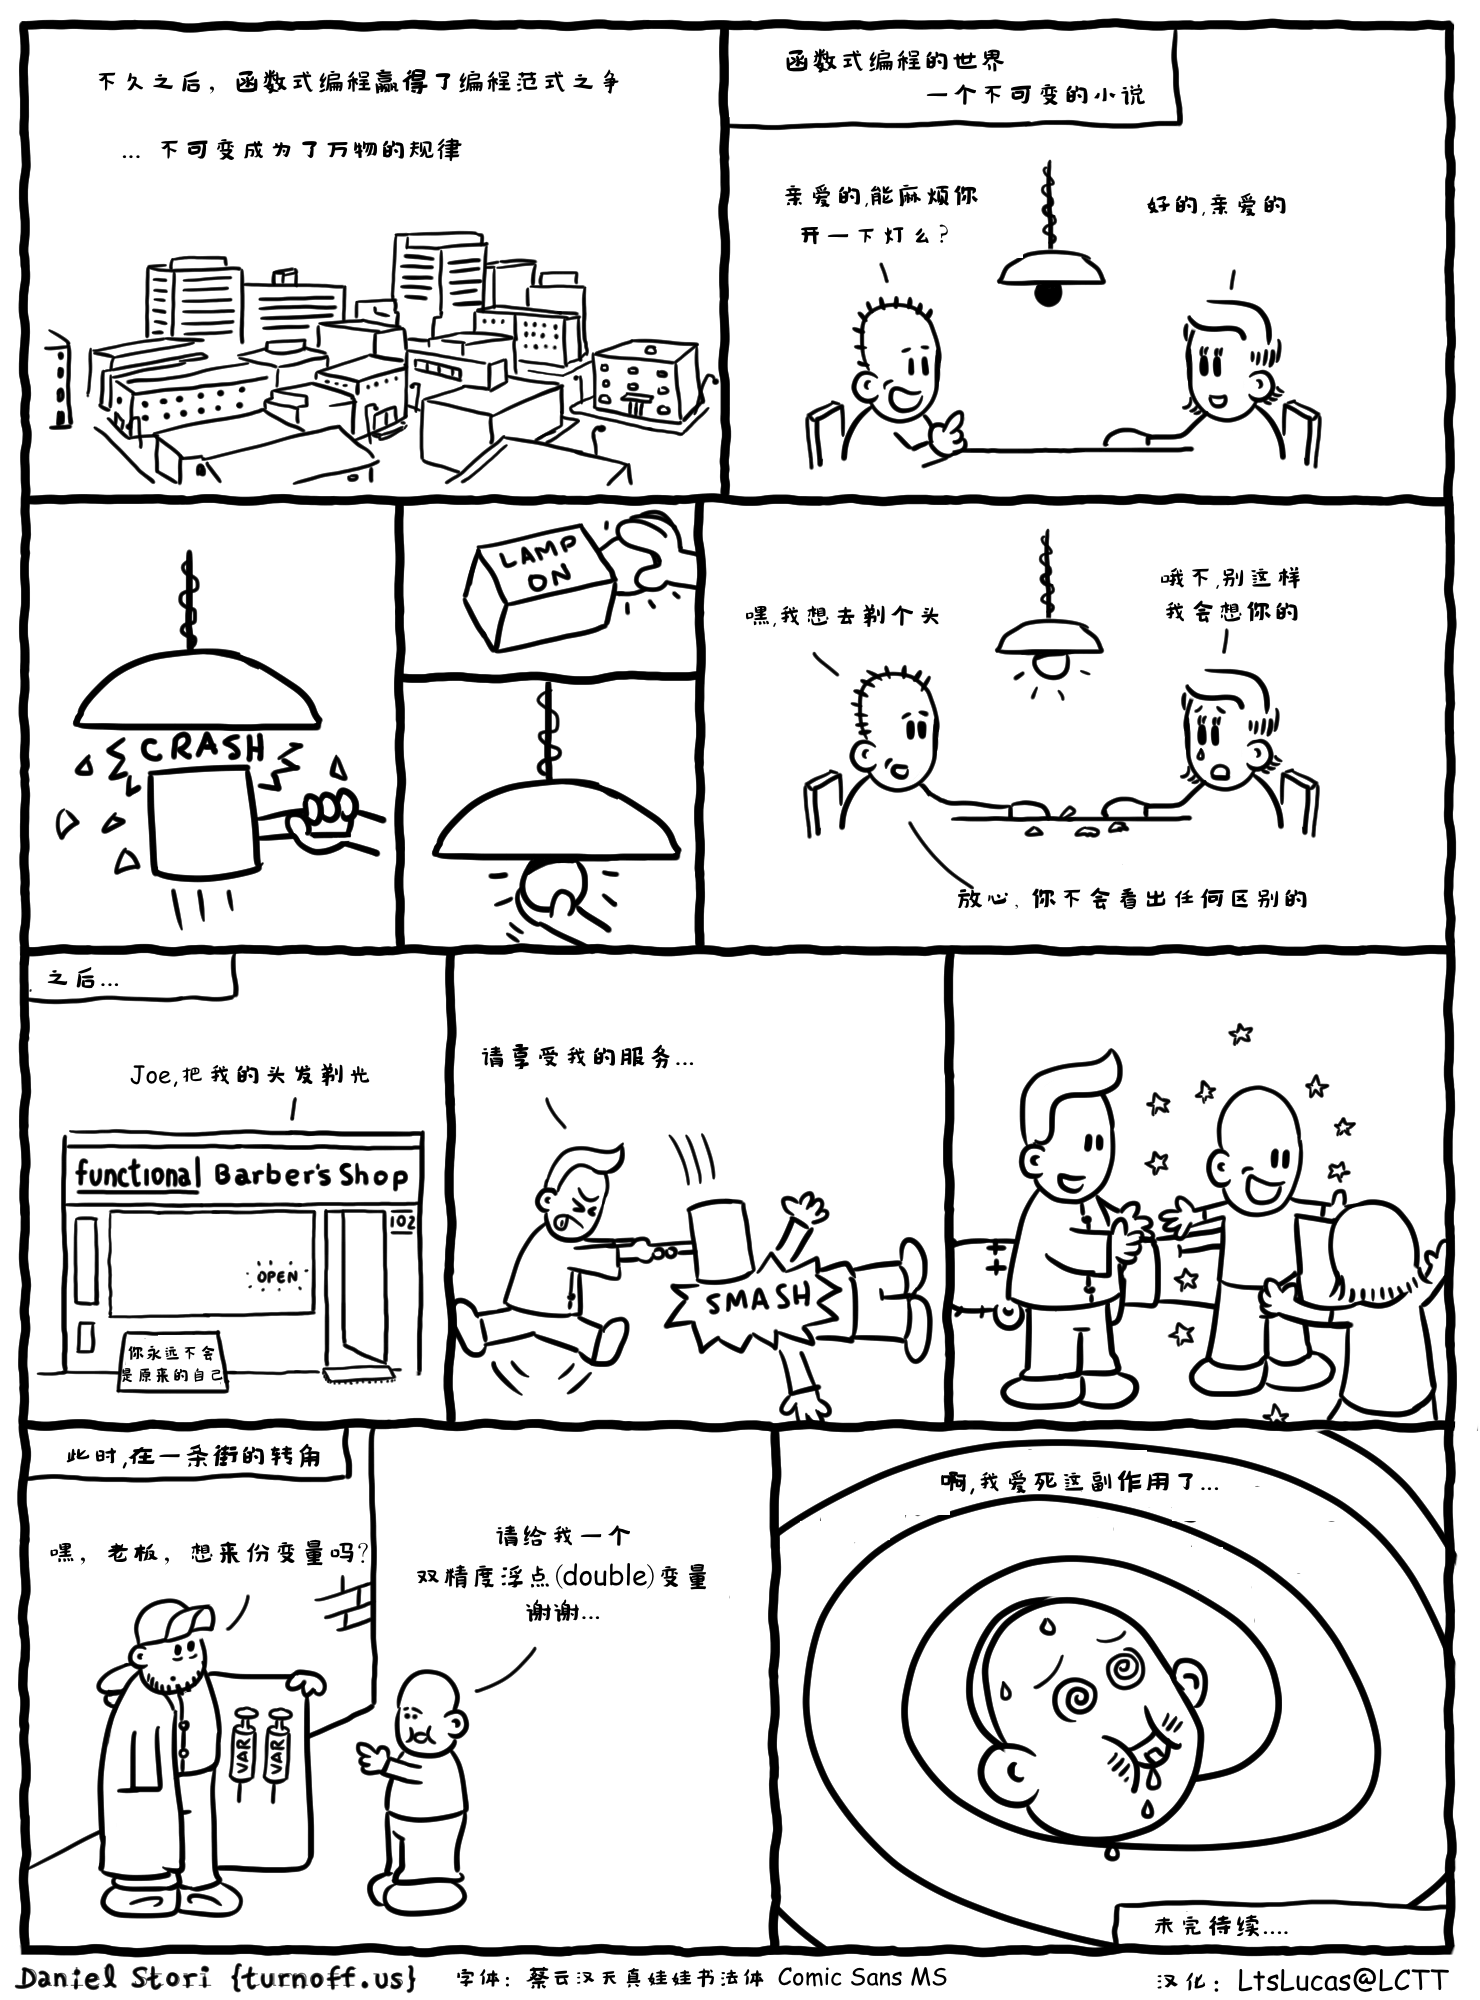 不久之后，函数式编程赢得了编程范式之争
... 不可变成为了万物的规律
函数式编程的世界
一个不可变的小说
亲爱的,能麻烦你
开一下灯么?
好的,亲爱的
CRASH
LAMP
ON
嘿,我想去剃个头
哦不,别这样
我会想你的
放心, 你不会看出任何区别的
之后...
Joe,把我的头发剃光
functional Barber's Shop
102
OPEN
你永远不会
是原来的自己
请享受我的服务...
SMASH
此时,在一条街的转角
嘿，老板，想来份变量吗?
VAR
VAR
请给我一个
双精度浮点(double)变量
谢谢...
啊,我爱死这副作用了...
未完待续....
Daniel Stori {turnoff.us}
字体：蔡云汉天真娃娃书法体 Comic Sans MS
汉化：LtsLucas@LCTT